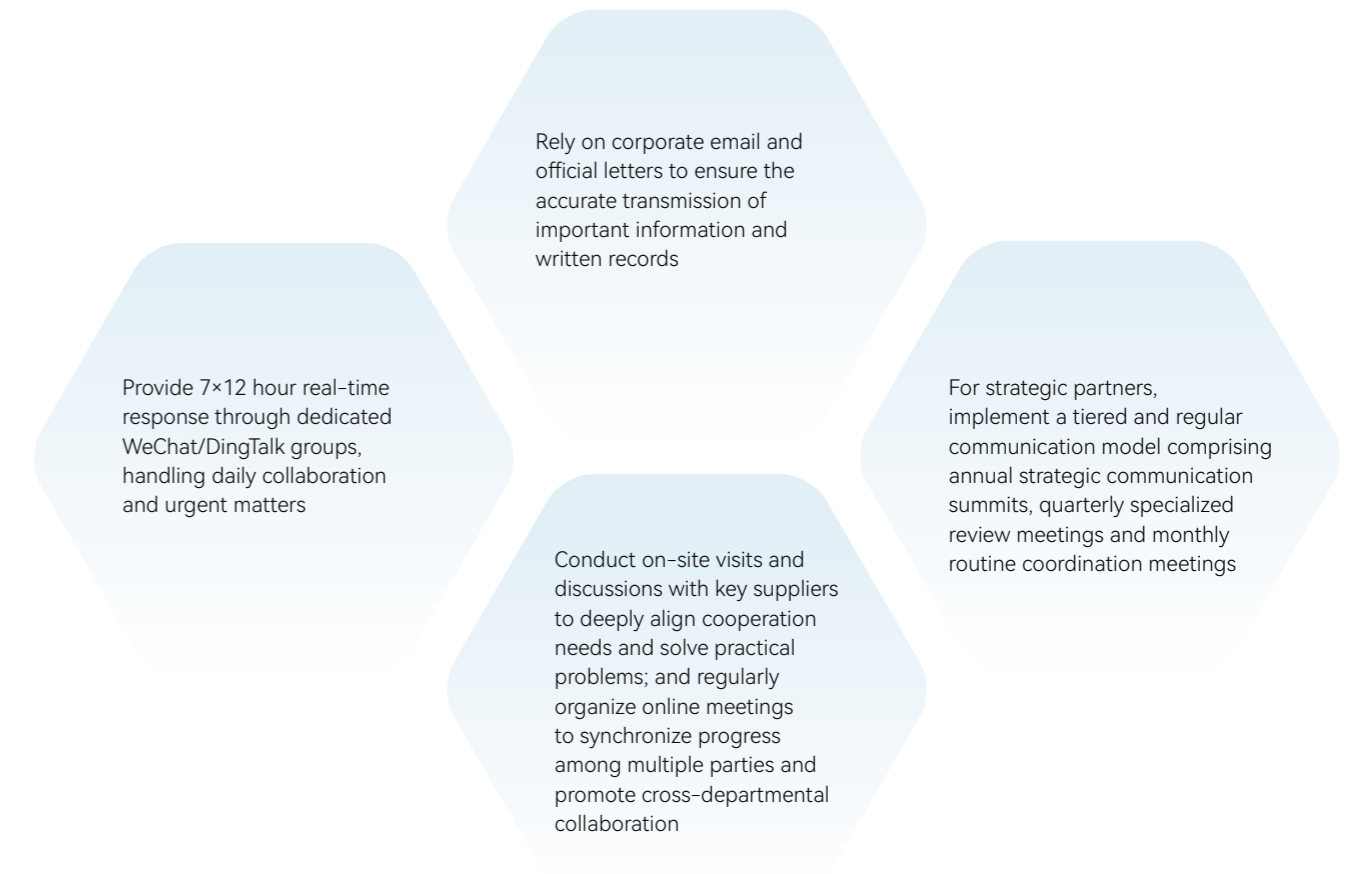 Rely on corporate email and
official letters to ensure the
accurate transmission of
important information and
written records
Provide 7×12 hour real-time
response through dedicated
WeChat/DingTalk groups,
handling daily collaboration
and urgent matters
For strategic partners,
implement a tiered and regular
communication model comprising
annual strategic communication
summits, quarterly specialized
review meetings and monthly
routine coordination meetings
Conduct on-site visits and
discussions with key suppliers
to deeply align cooperation
needs and solve practical
problems; and regularly
organize online meetings
to synchronize progress
among multiple parties and
promote cross-departmental
collaboration